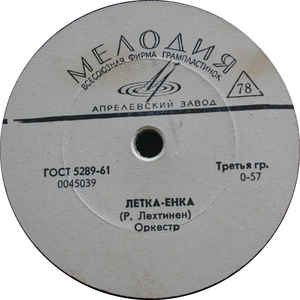 МЕЛОДИЯ
ВСЕСОЮЗНАЯ ФИРМА ГРАМПЛАСТИНОК
78
АПРЕЛЕВСКИЙ ЗАВОД
ГОСТ 5289-61 Третья гр.
0045039 0-57
ЛЕТКА-ЕНКА
(Р. Лехтинен)
Оркестр